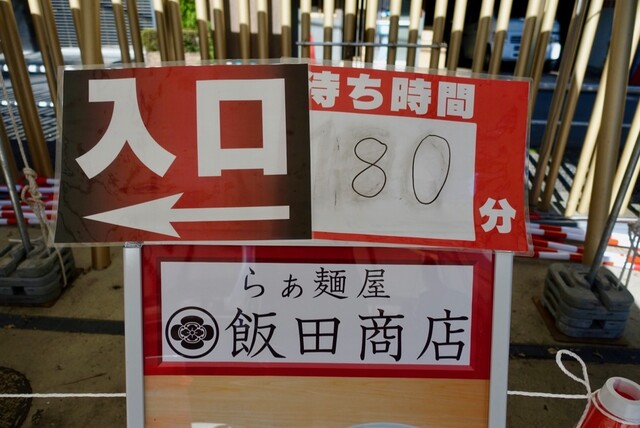 入口
待ち時間
80
分
らぁ麺屋
飯田商店